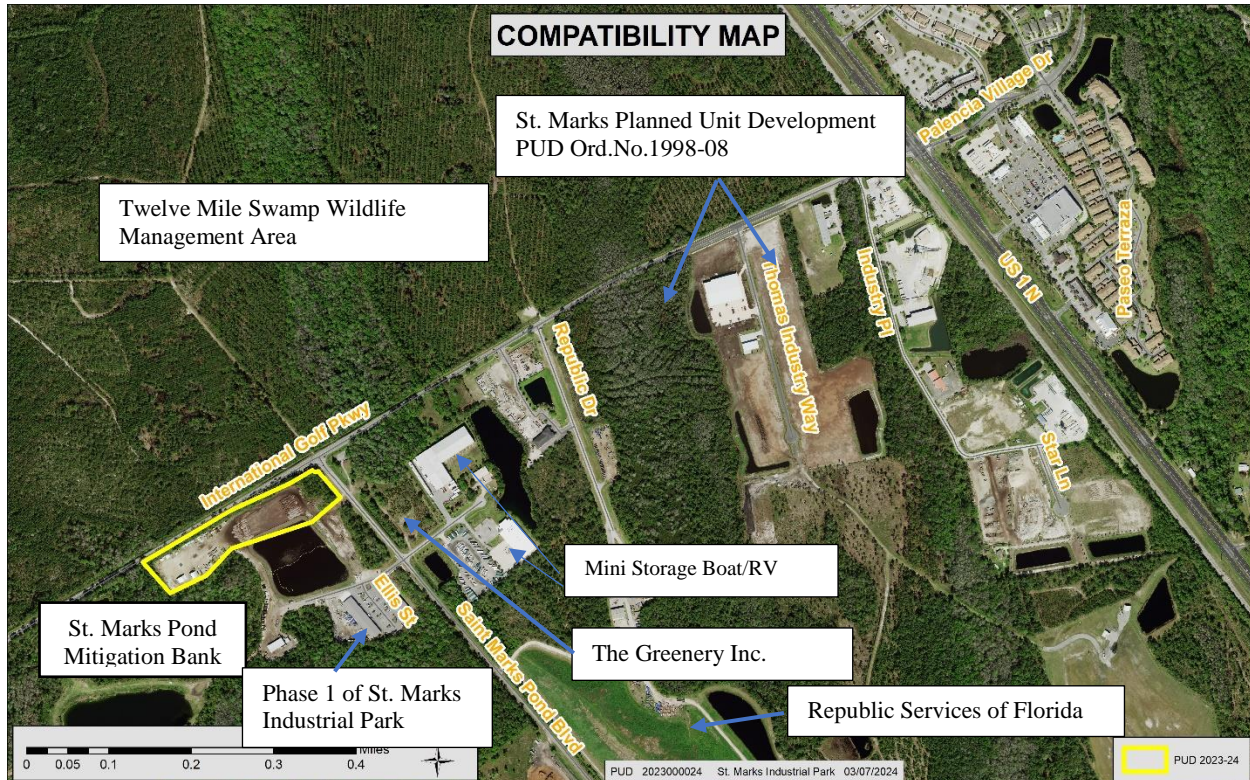 COMPATIBILITY MAP
Palencia Village Dr
St. Marks Planned Unit Development
PUD Ord.No.1998-08
Twelve Mile Swamp Wildlife
Management Area
Thomas Industry Way
Industry Pl
US 1 N
Paseo Terraza
Republic Dr
International Golf Pkwy
Star Ln
Mini Storage Boat/RV
Ellis St
Saint Marks Pond Blvd
St. Marks Pond
Mitigation Bank
The Greenery Inc.
Phase 1 of St. Marks
Industrial Park
Republic Services of Florida
Miles
0 0.05 0.1 0.2 0.3 0.4
PUD 2023000024 St. Marks Industrial Park 03/07/2024
PUD 2023-24